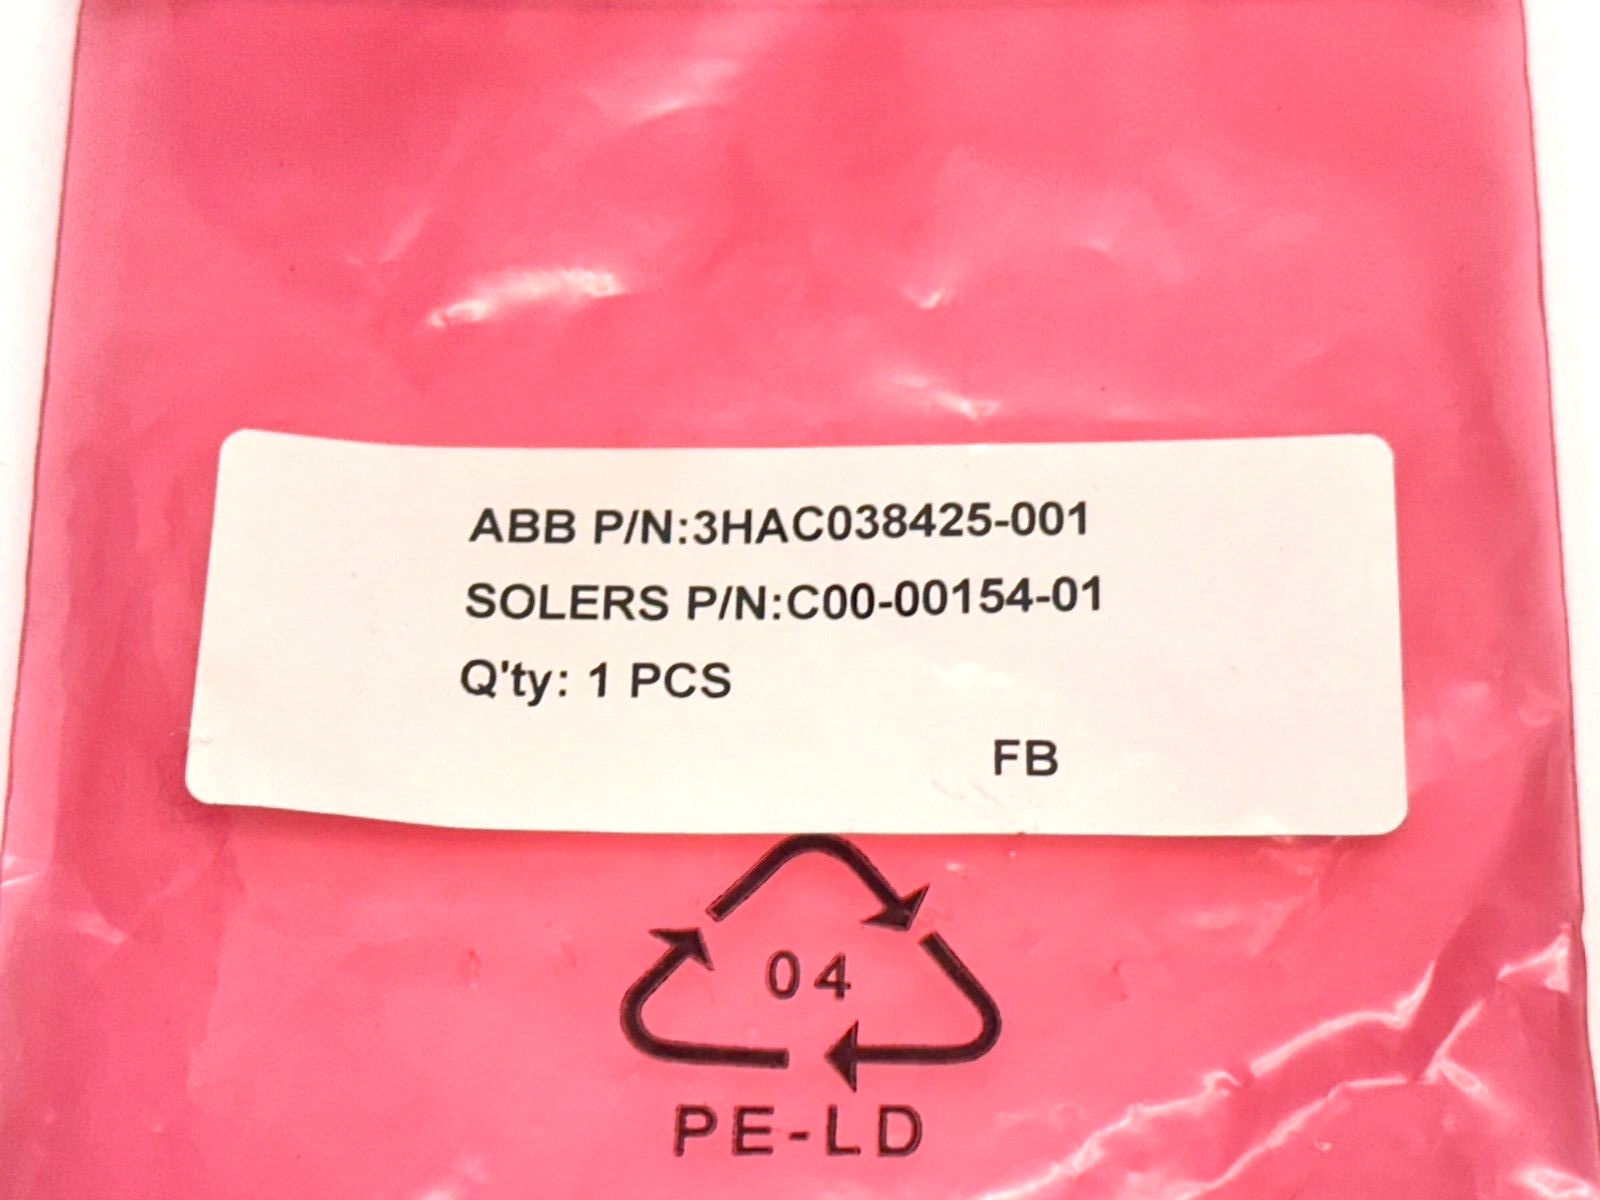 ABB P/N:3HAC038425-001
SOLERS P/N:C00-00154-01
Q'ty: 1 PCS
FB
04
PE-LD